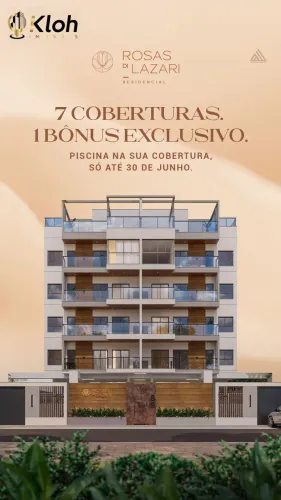 Kloh
IMÓVEIS
ROSAS
DI LAZARI
RESIDENCIAL
7 COBERTURAS.
1 BÔNUS EXCLUSIVO.
PISCINA NA SUA COBERTURA,
SÓ ATÉ 30 DE JUNHO.